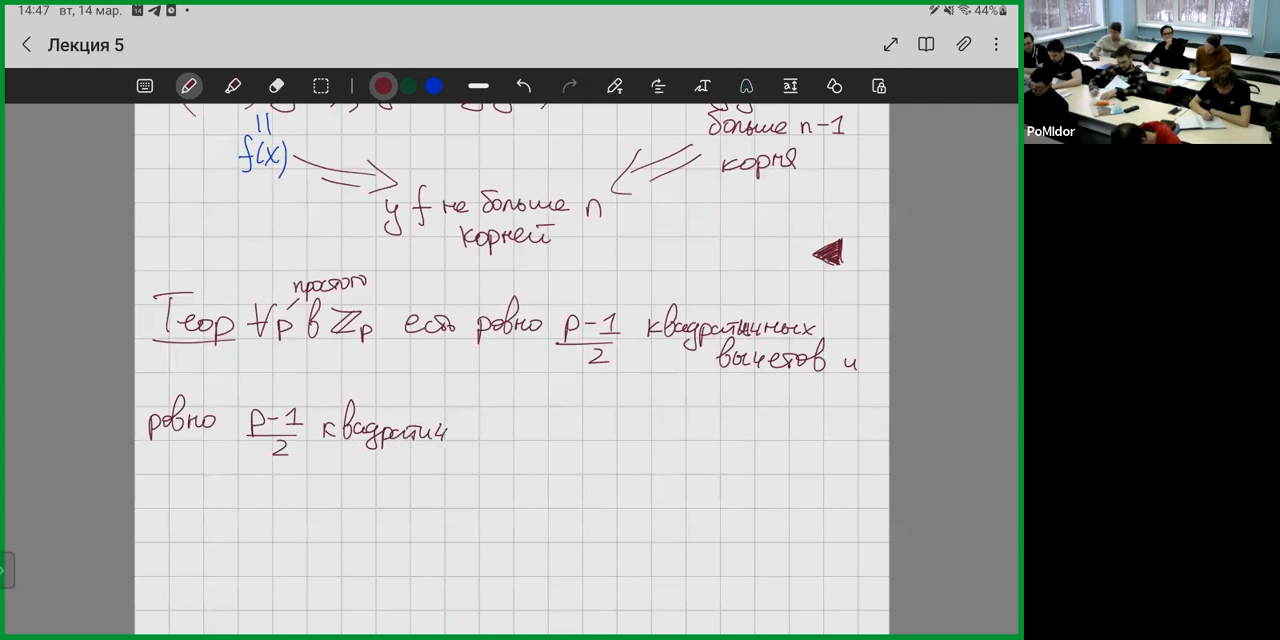 14:47 вт, 14 мар.
44%
Лекция 5
PoMIdor
||
больше n-1
f(x)
корня
у f не больше n
корней
простого
Теор ∀p в ℤp есть ровно p-1/2 квадратичных
вычетов и
ровно p-1/2 квадратич